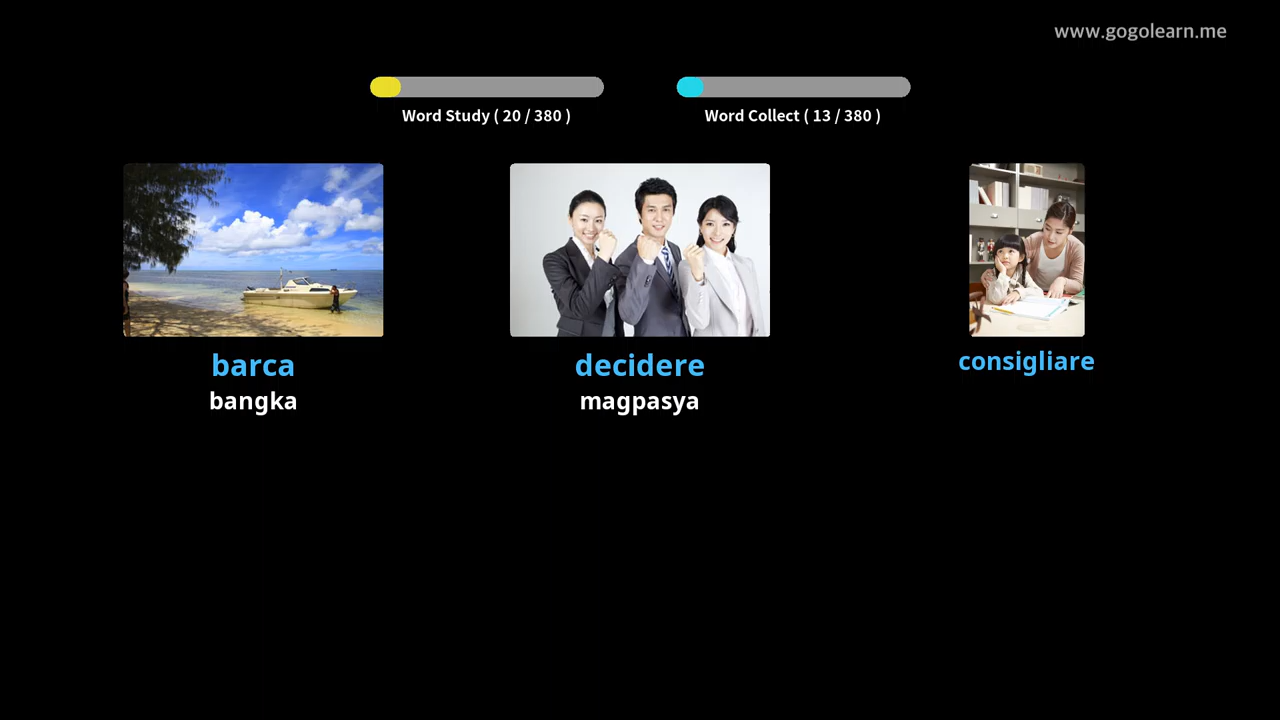 www.gogolearn.me
Word Study ( 20 / 380 )
Word Collect ( 13 / 380 )
barca
bangka
decidere
magpasya
consigliare